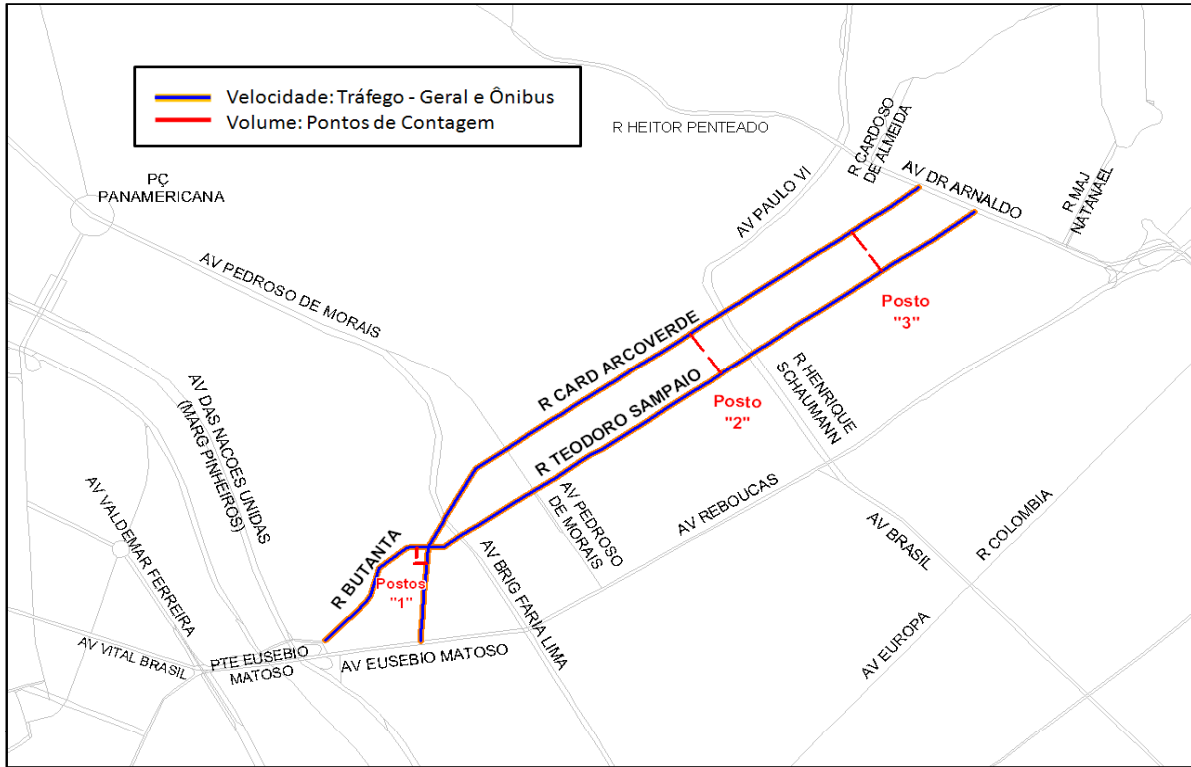 Velocidade: Tráfego - Geral e Ônibus
Volume: Pontos de Contagem
R HEITOR PENTEADO
R CARDOSO
DE ALMEIDA
AV DR ARNALDO
R MAJ
NATANAEL
PÇ
PANAMERICANA
AV PAULO VI
AV PEDROSO DE MORAIS
R CARD ARCOVERDE
Posto
"3"
R TEODORO SAMPAIO
Posto
"2"
R HENRIQUE
SCHAUMANN
AV DAS NACOES UNIDAS
(MARG PINHEIROS)
AV VALDEMAR FERREIRA
AV PEDROSO
DE MORAIS
AV REBOUCAS
AV BRASIL
R COLOMBIA
R BUTANTA
Postos
"1"
AV BRIG FARIA LIMA
AV EUROPA
AV VITAL BRASIL
PTE EUSEBIO
MATOSO
AV EUSEBIO MATOSO